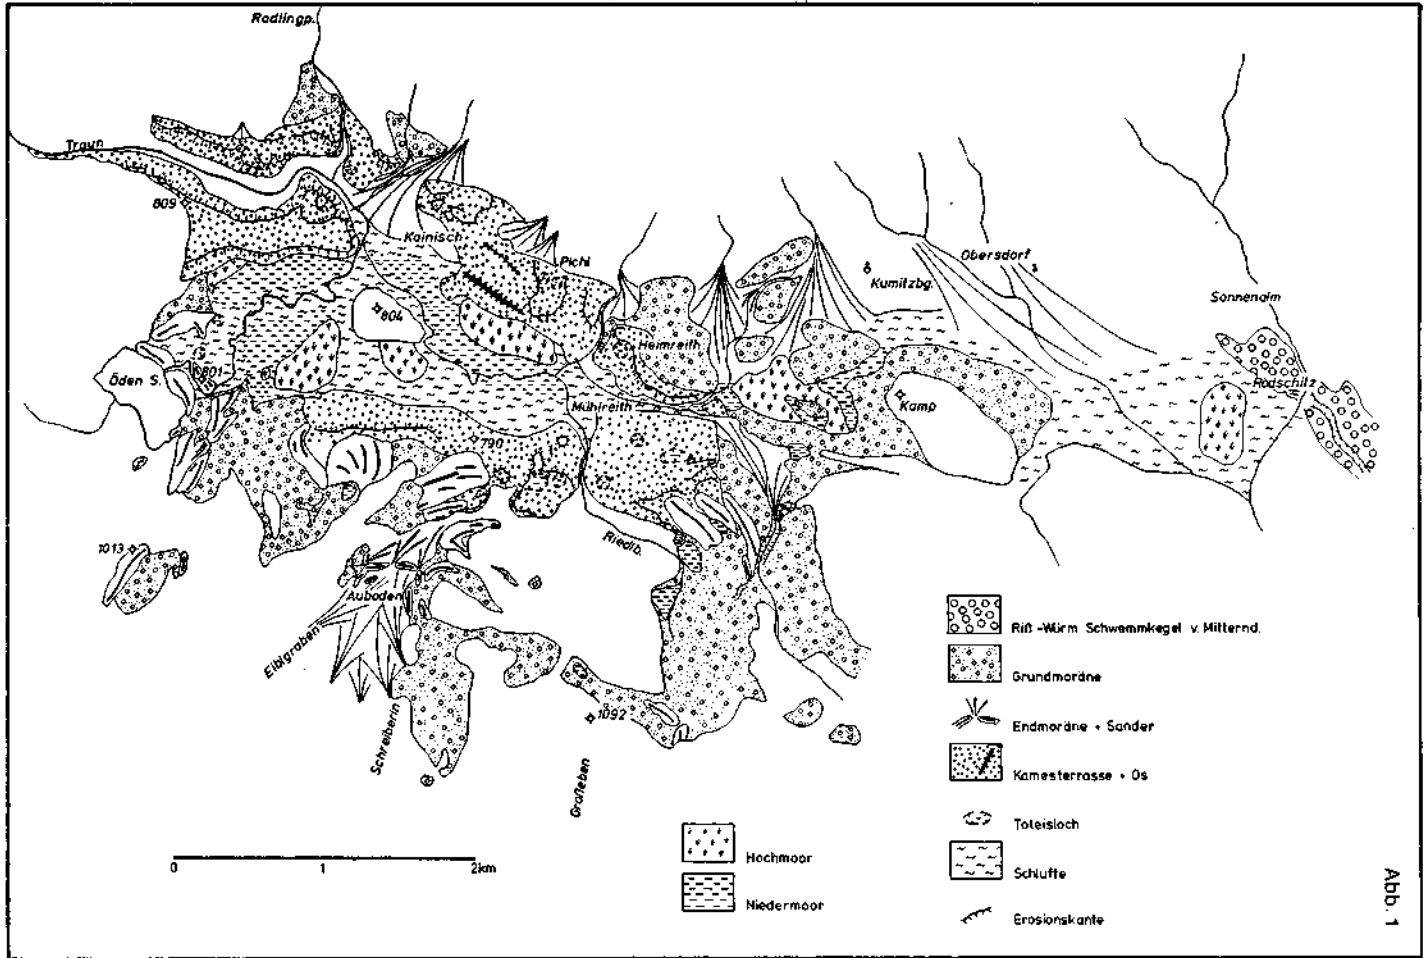 Radlingp.
Traun
809
Kainisch
Pichl
Obersdorf
Kumitzbg.
Sonnenalm
804
Heimreith
Öden S.
801
Rödschitz
Mühlreith
Kamp
790
1013
Riedlb.
Auboden
Elblgraben
1092
Schreiberin
Graßeben
Riß-Würm Schwemmkegel v. Mitternd.
Grundmoräne
Endmoräne + Sander
Kamesterrasse + Os
Toteisloch
Schluffe
Erosionskante
Hochmoor
Niedermoor
0 1 2km
Abb. 1